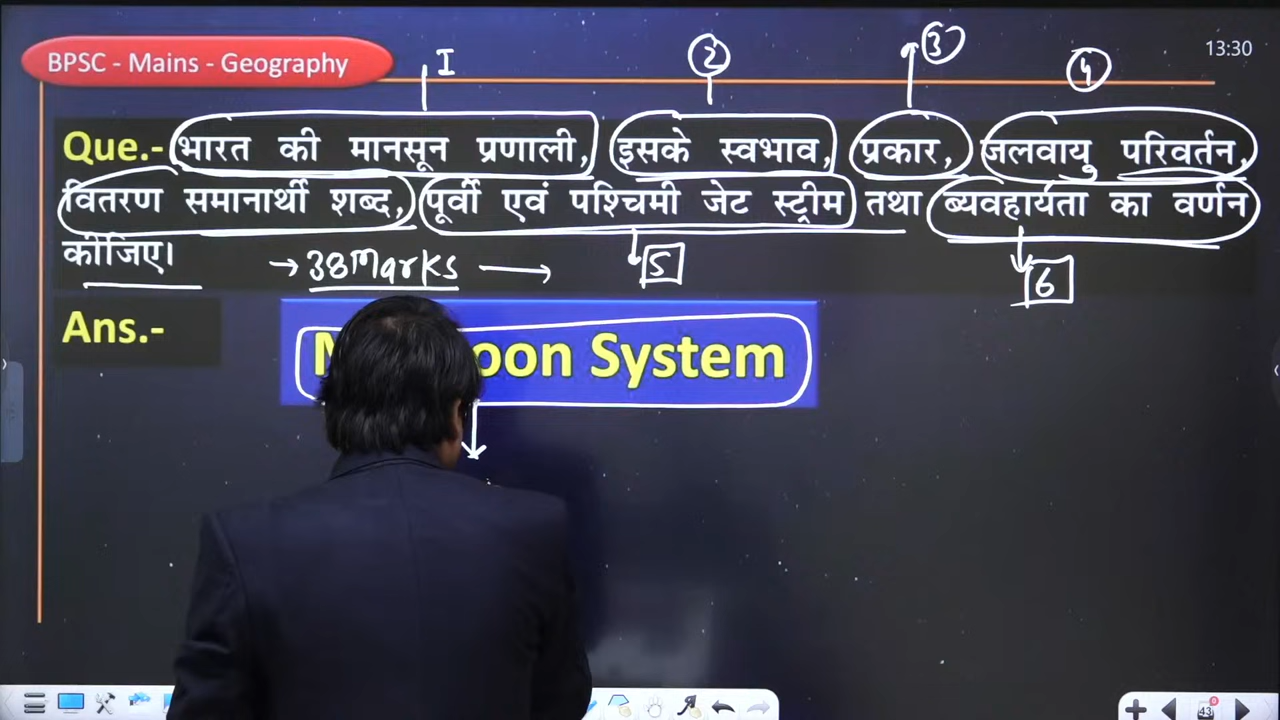 BPSC - Mains - Geography
I
②
③
④
13:30
Que.- भारत की मानसून प्रणाली, इसके स्वभाव, प्रकार, जलवायु परिवर्तन,
वितरण समानार्थी शब्द, पूर्वी एवं पश्चिमी जेट स्ट्रीम तथा ब्यवहार्यता का वर्णन
कीजिए।
→ 38 Marks →
5
6
Ans.-
System
43